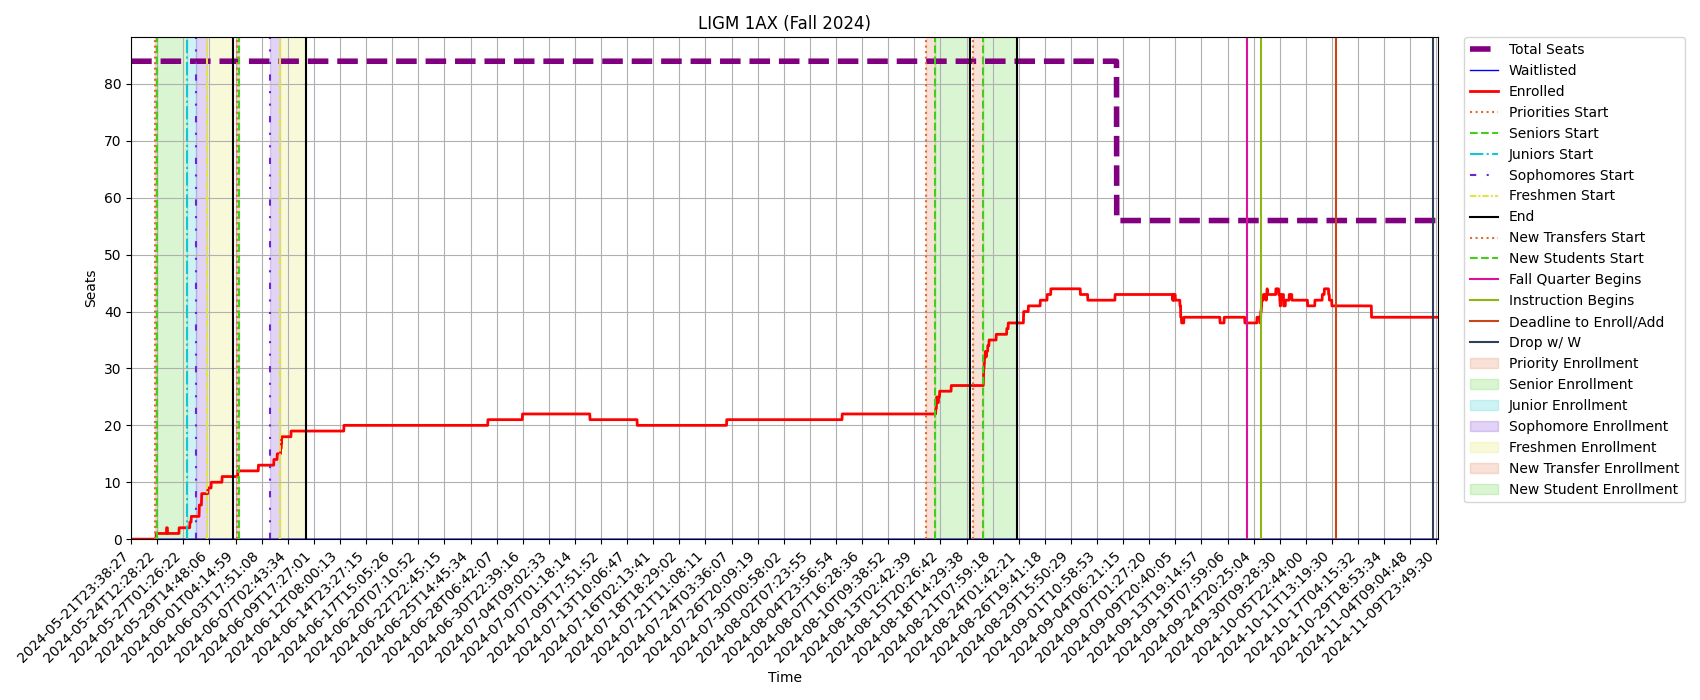 LIGM 1AX (Fall 2024)
Seats
80
70
60
50
40
30
20
10
0
2024-05-21T23:38:27
2024-05-24T12:28:22
2024-05-27T01:26:22
2024-05-29T14:48:06
2024-06-01T04:14:59
2024-06-03T17:51:08
2024-06-07T02:43:34
2024-06-09T17:27:01
2024-06-12T08:00:13
2024-06-14T23:27:15
2024-06-17T15:05:26
2024-06-20T07:10:52
2024-06-22T22:45:15
2024-06-25T14:45:34
2024-06-28T06:42:07
2024-06-30T22:39:16
2024-07-04T09:02:33
2024-07-07T01:18:14
2024-07-09T17:51:52
2024-07-13T10:06:47
2024-07-16T02:13:41
2024-07-18T18:29:02
2024-07-21T11:08:11
2024-07-24T03:36:07
2024-07-26T20:09:19
2024-07-30T00:58:02
2024-08-02T07:23:55
2024-08-04T23:56:54
2024-08-07T16:28:36
2024-08-10T09:38:52
2024-08-13T02:42:39
2024-08-15T20:26:42
2024-08-18T14:29:38
2024-08-21T07:59:18
2024-08-24T01:42:21
2024-08-26T19:41:18
2024-08-29T15:50:29
2024-09-01T10:58:53
2024-09-04T06:21:15
2024-09-07T01:27:20
2024-09-09T20:40:05
2024-09-13T19:14:57
2024-09-19T07:59:06
2024-09-24T20:25:04
2024-09-30T09:28:30
2024-10-05T22:44:00
2024-10-11T13:19:30
2024-10-17T04:15:32
2024-10-29T18:53:34
2024-11-04T09:04:48
2024-11-09T23:49:30
Time
Total Seats
Waitlisted
Enrolled
Priorities Start
Seniors Start
Juniors Start
Sophomores Start
Freshmen Start
End
New Transfers Start
New Students Start
Fall Quarter Begins
Instruction Begins
Deadline to Enroll/Add
Drop w/ W
Priority Enrollment
Senior Enrollment
Junior Enrollment
Sophomore Enrollment
Freshmen Enrollment
New Transfer Enrollment
New Student Enrollment